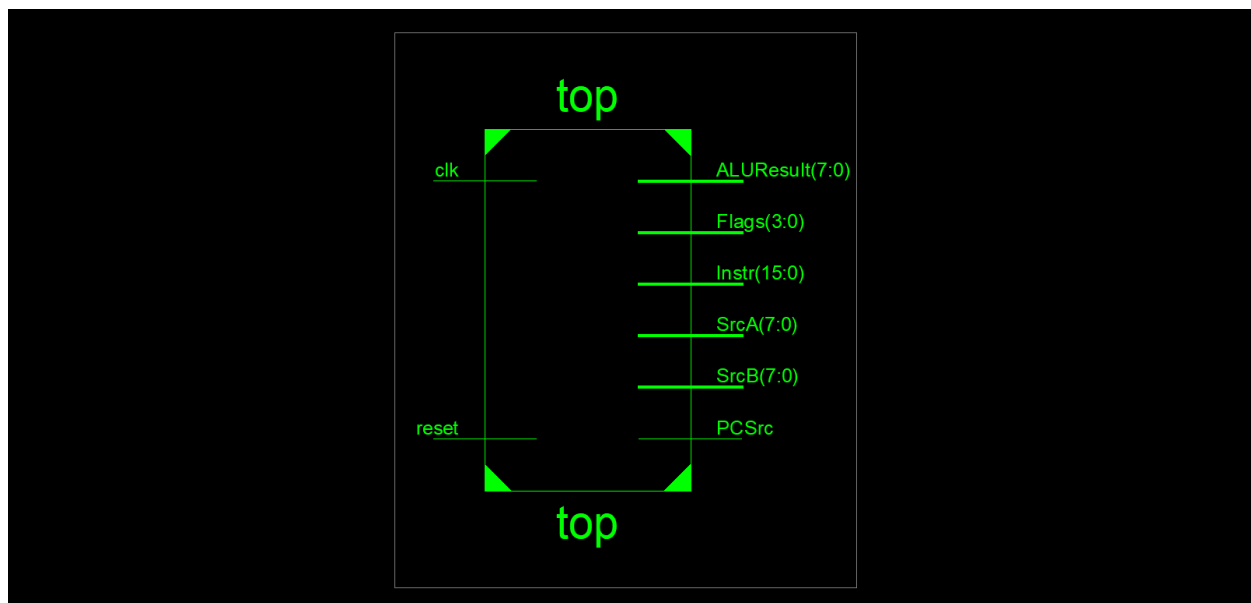 top
clk
ALUResult(7:0)
Flags(3:0)
Instr(15:0)
SrcA(7:0)
SrcB(7:0)
reset
PCSrc
top